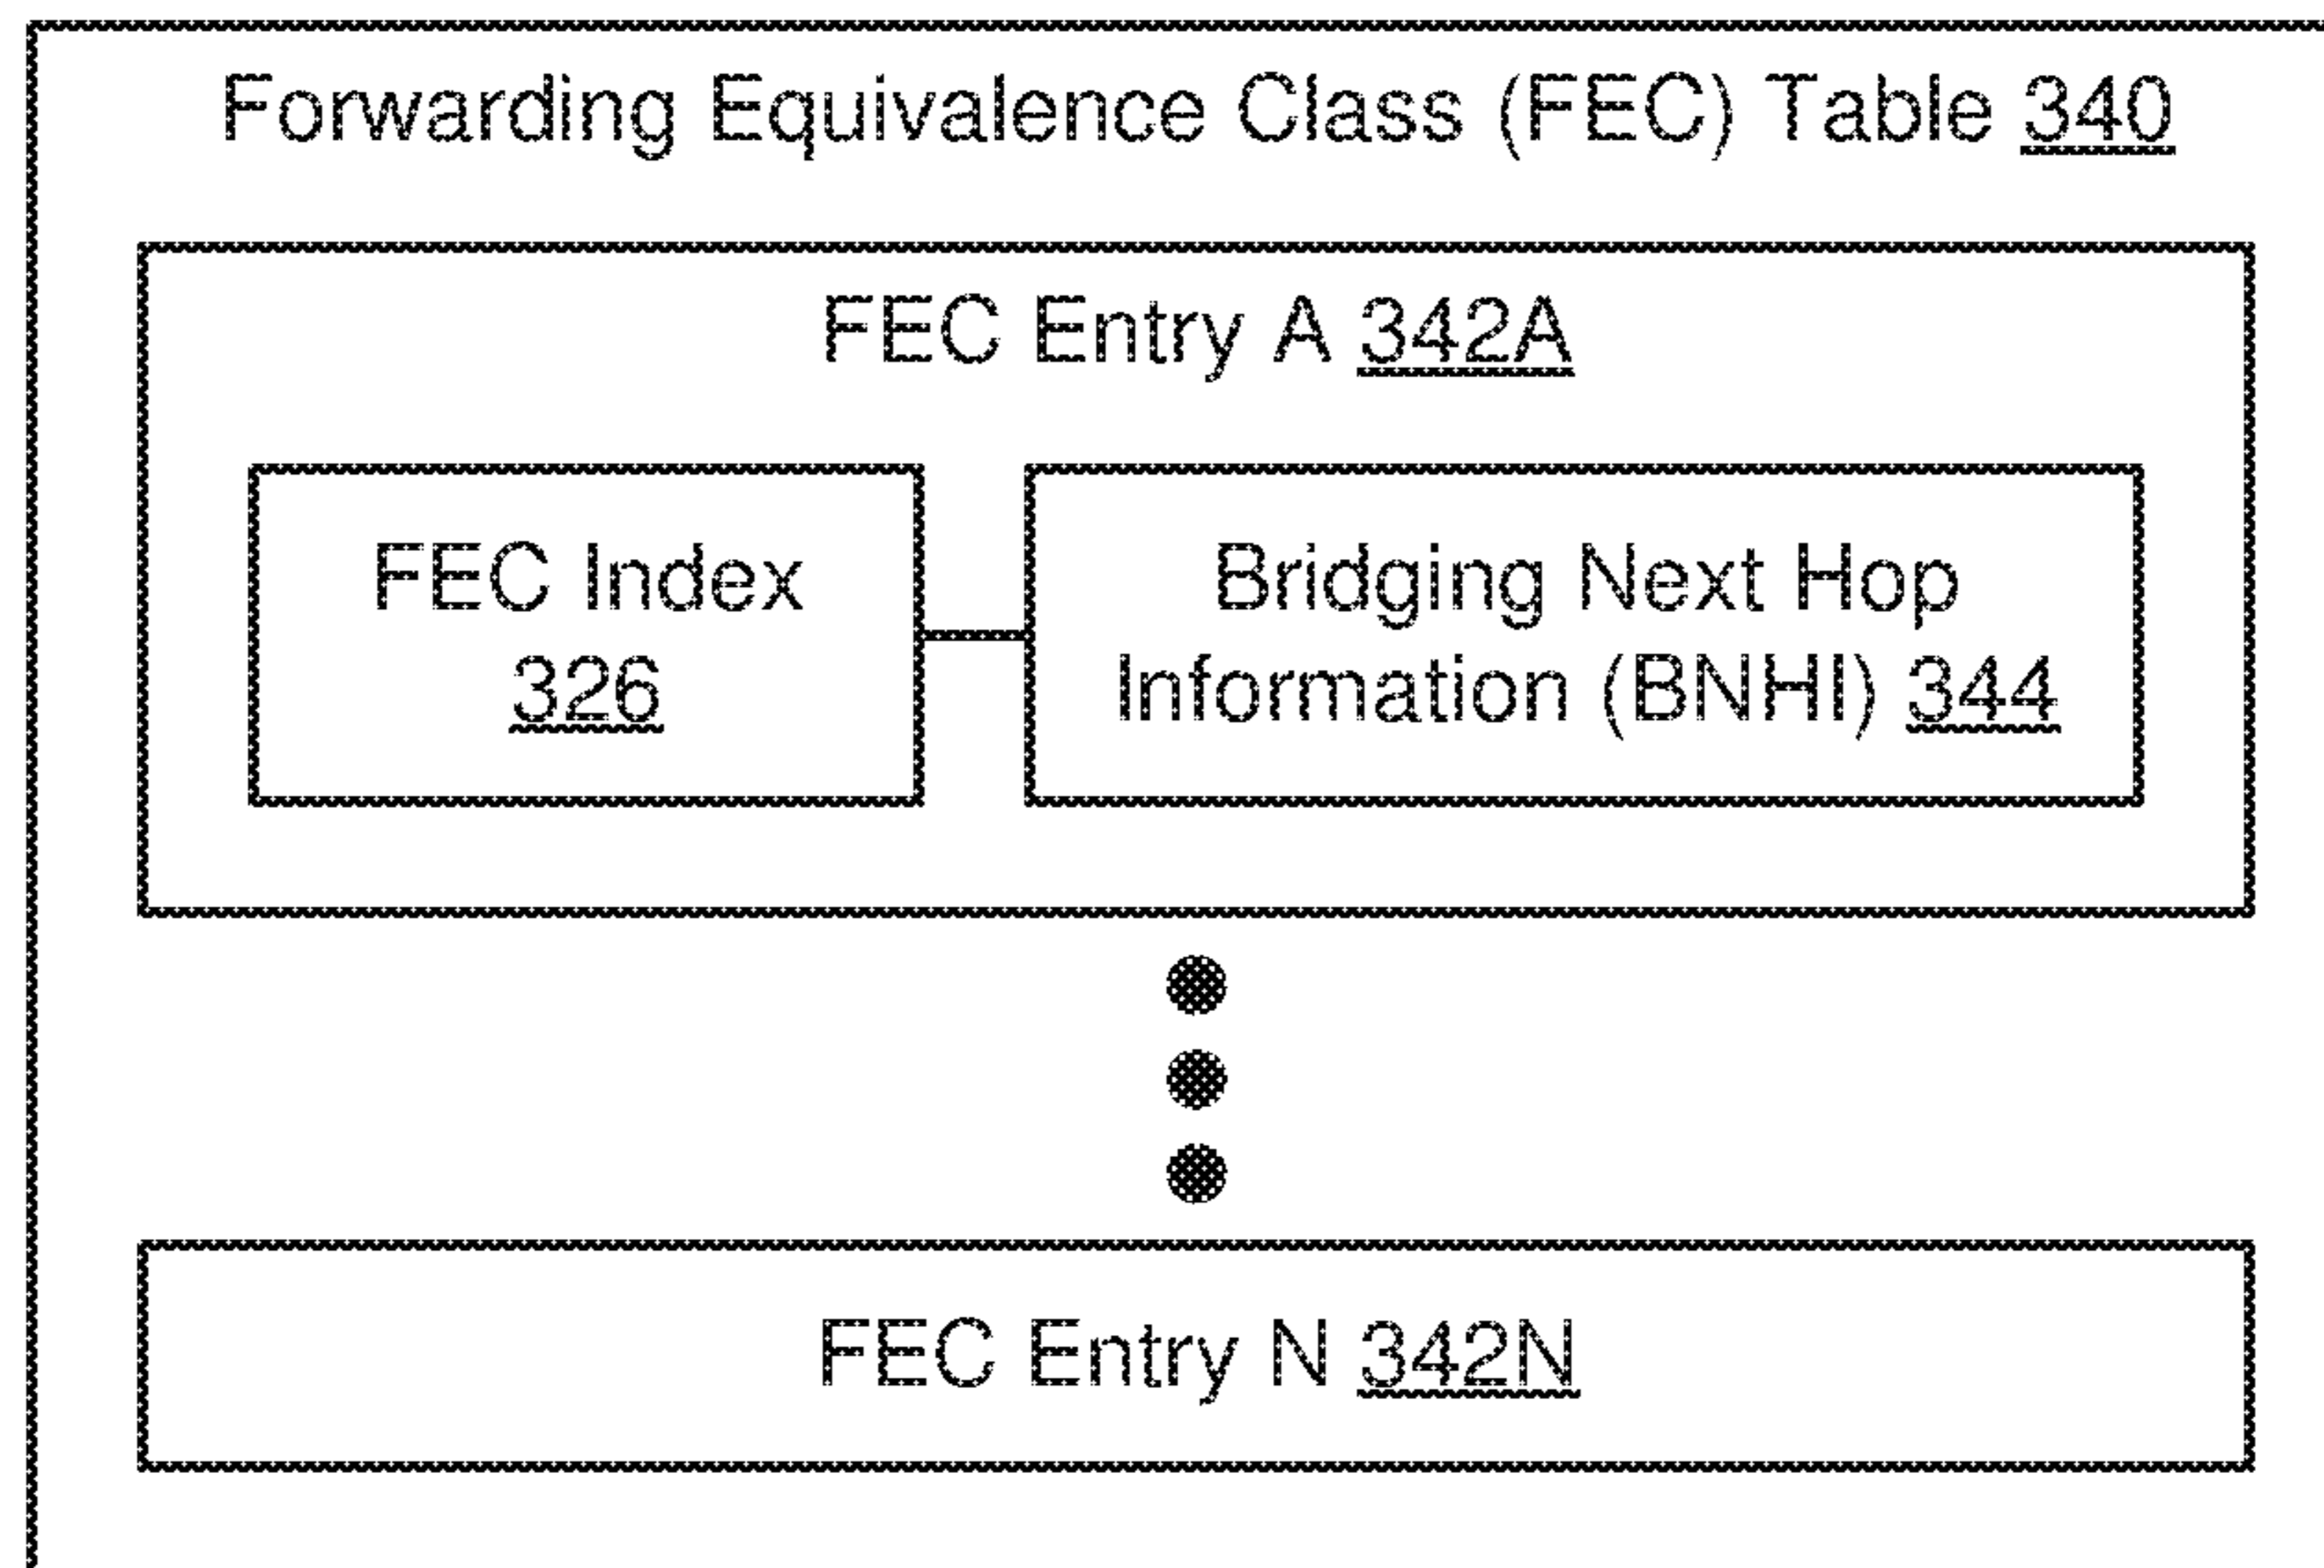 Forwarding Equivalence Class (FEC) Table 340
FEC Entry A 342A
FEC Index
326
Bridging Next Hop
Information (BNHI) 344
FEC Entry N 342N